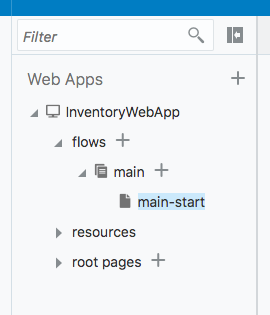 Filter
Web Apps
InventoryWebApp
flows
main
main-start
resources
root pages